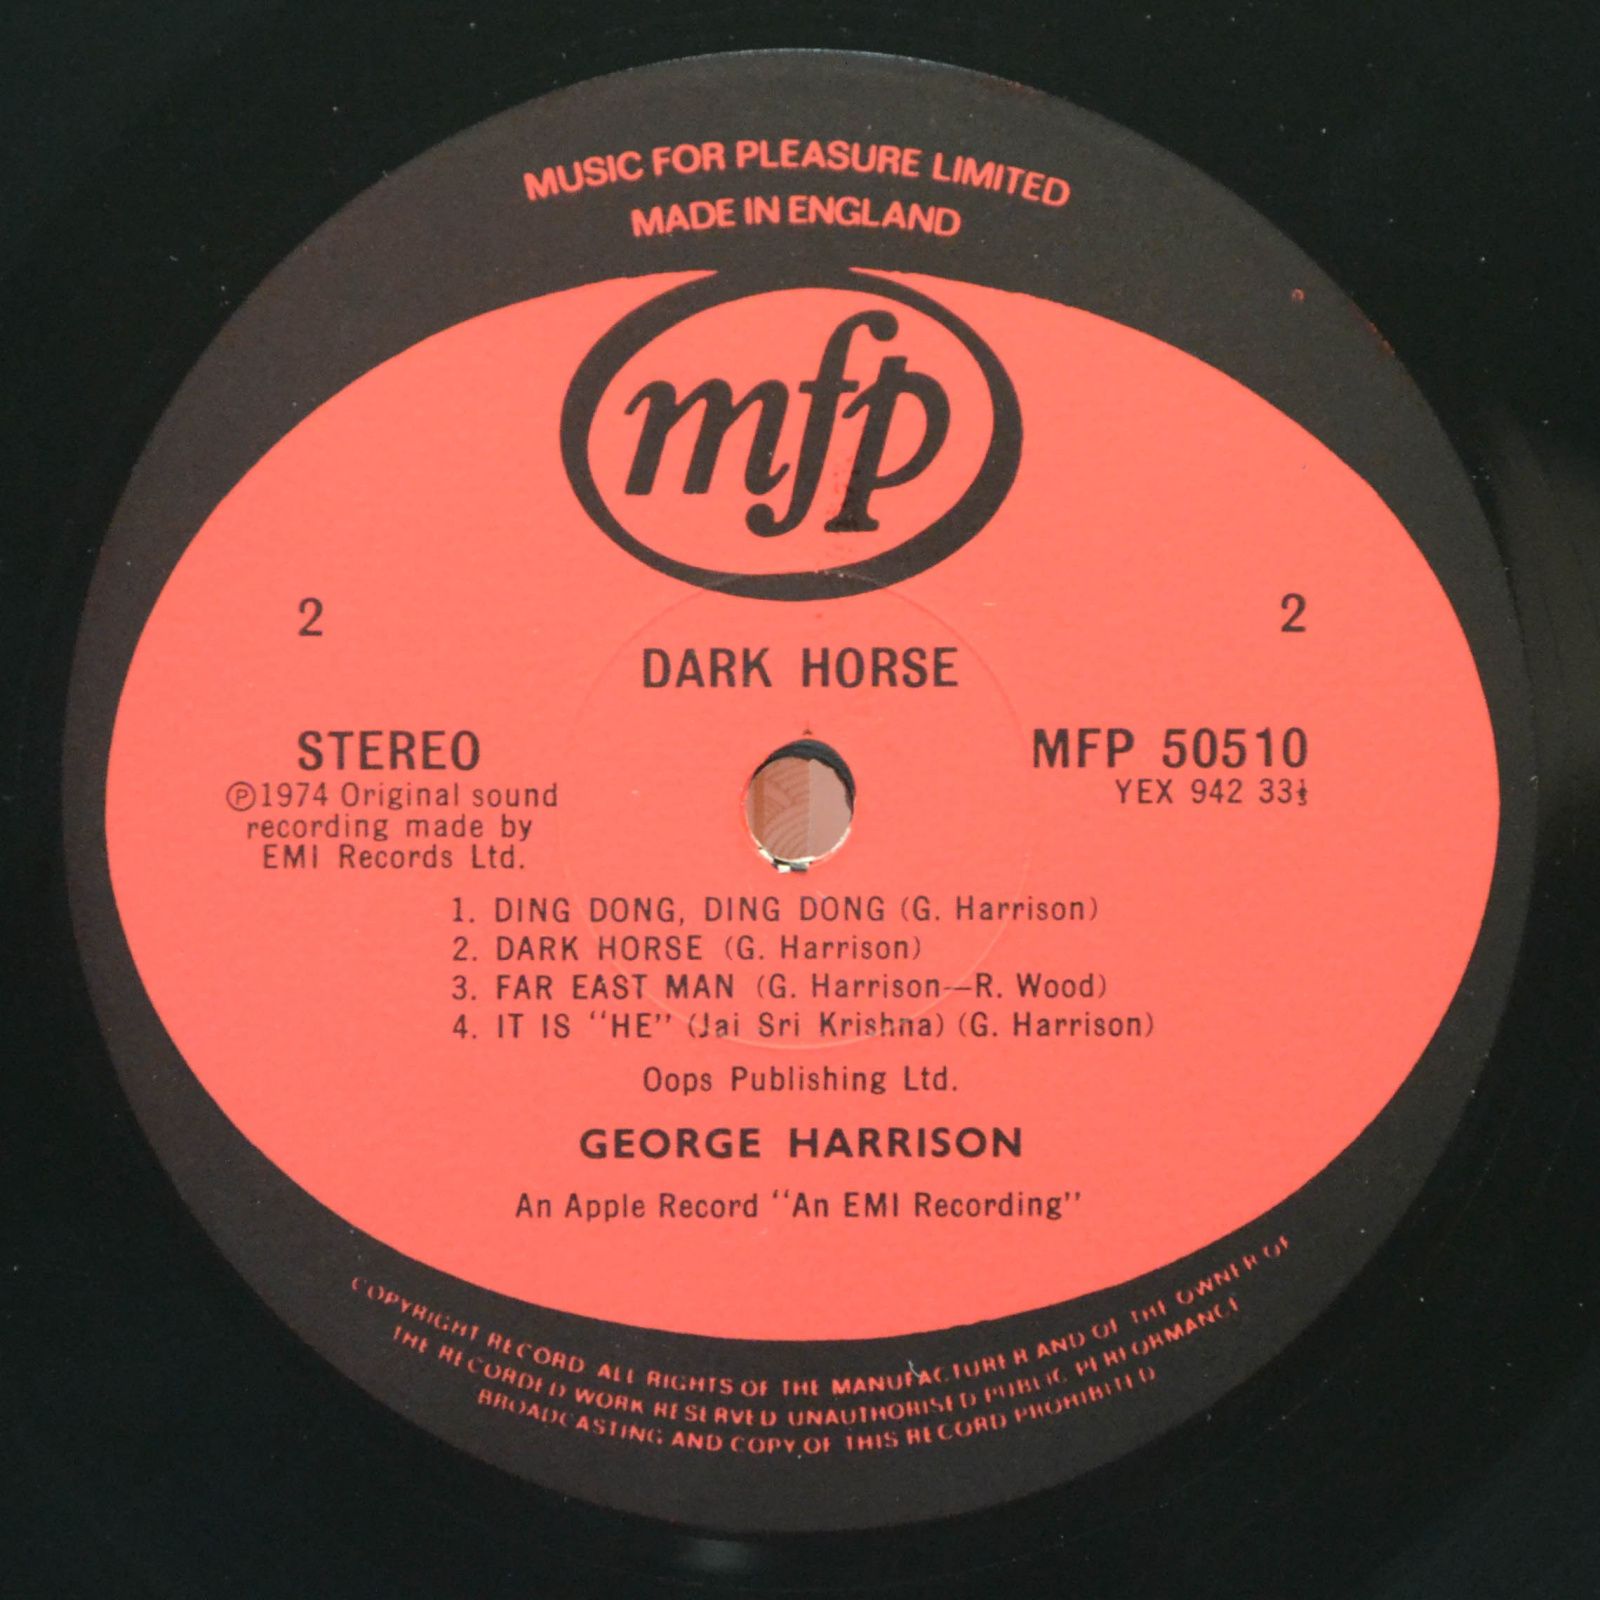 MUSIC FOR PLEASURE LIMITED
MADE IN ENGLAND
mfp
2 2
DARK HORSE
STEREO MFP 50510
℗1974 Original sound YEX 942 33⅓
recording made by
EMI Records Ltd.
1. DING DONG, DING DONG (G. Harrison)
2. DARK HORSE (G. Harrison)
3. FAR EAST MAN (G. Harrison—R. Wood)
4. IT IS “HE” (Jai Sri Krishna) (G. Harrison)
Oops Publishing Ltd.
GEORGE HARRISON
An Apple Record “An EMI Recording”
COPYRIGHT RECORD ALL RIGHTS OF THE MANUFACTURER AND OF THE OWNER OF
THE RECORDED WORK RESERVED UNAUTHORISED PUBLIC PERFORMANCE
BROADCASTING AND COPY OF THIS RECORD PROHIBITED